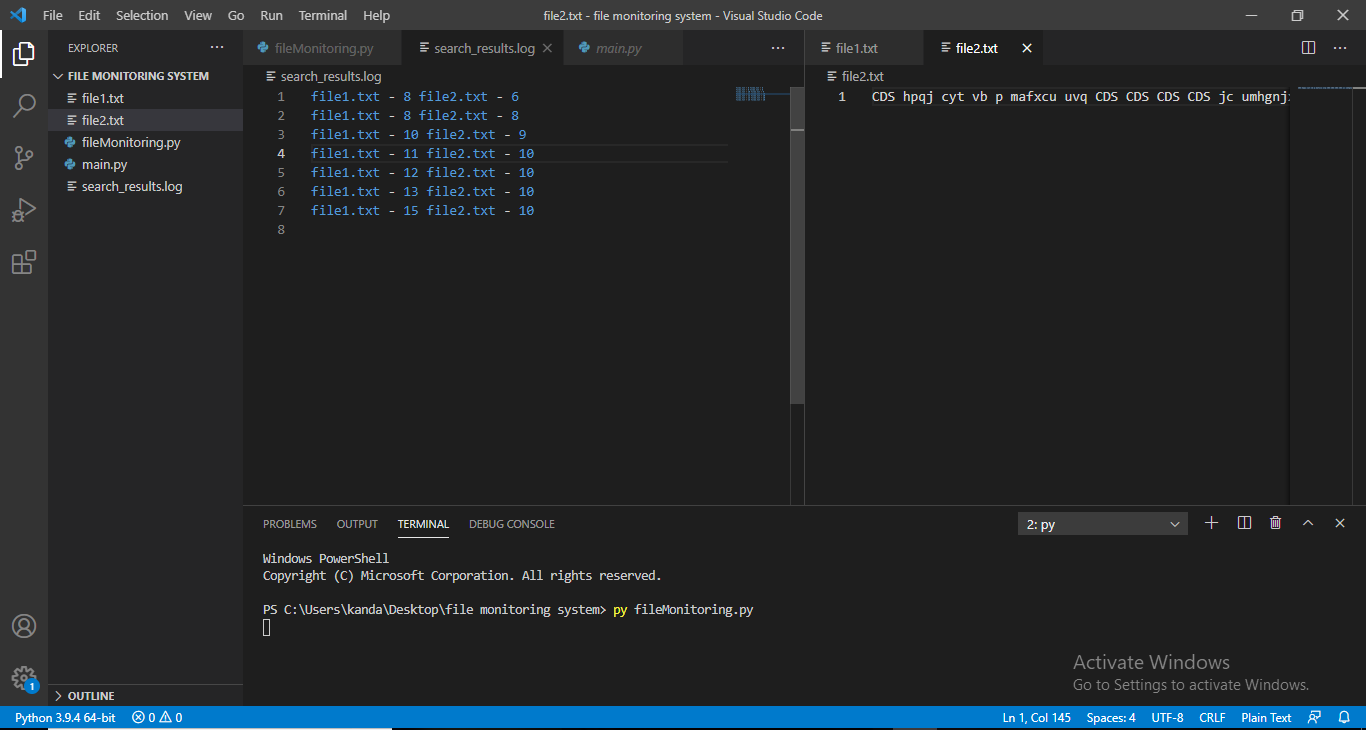 File Edit Selection View Go Run Terminal Help file2.txt - file monitoring system - Visual Studio Code
EXPLORER ···
FILE MONITORING SYSTEM
file1.txt
file2.txt
fileMonitoring.py
main.py
search_results.log
OUTLINE
fileMonitoring.py search_results.log main.py ···
search_results.log
1 file1.txt - 8 file2.txt - 6
2 file1.txt - 8 file2.txt - 8
3 file1.txt - 10 file2.txt - 9
4 file1.txt - 11 file2.txt - 10
5 file1.txt - 12 file2.txt - 10
6 file1.txt - 13 file2.txt - 10
7 file1.txt - 15 file2.txt - 10
8
file1.txt file2.txt ···
file2.txt
1 CDS hpqj cyt vb p mafxcu uvq CDS CDS CDS CDS jc umhgnj
PROBLEMS OUTPUT TERMINAL DEBUG CONSOLE 2: py
Windows PowerShell
Copyright (C) Microsoft Corporation. All rights reserved.
PS C:\Users\kanda\Desktop\file monitoring system> py fileMonitoring.py
Activate Windows
Go to Settings to activate Windows.
1
Python 3.9.4 64-bit 0 0 Ln 1, Col 145 Spaces: 4 UTF-8 CRLF Plain Text